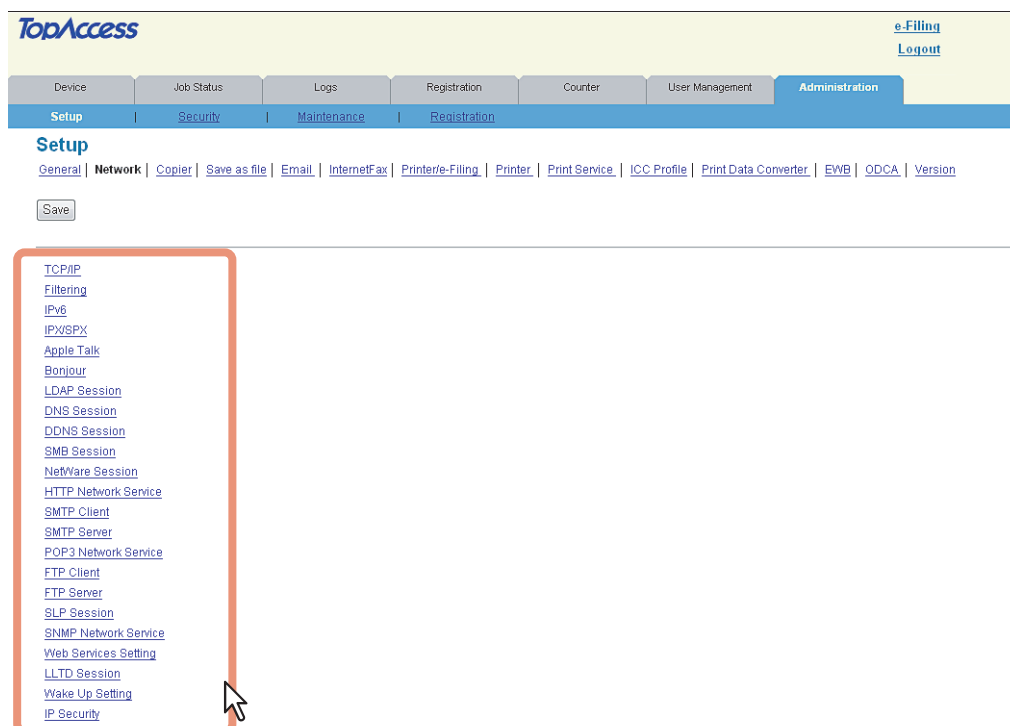 TopAccess
e-Filing
Logout
Device Job Status Logs Registration Counter User Management Administration
Setup | Security | Maintenance | Registration
Setup
General | Network | Copier | Save as file | Email | InternetFax | Printer/e-Filing | Printer | Print Service | ICC Profile | Print Data Converter | EWB | ODCA | Version
Save
TCP/IP
Filtering
IPv6
IPX/SPX
Apple Talk
Bonjour
LDAP Session
DNS Session
DDNS Session
SMB Session
NetWare Session
HTTP Network Service
SMTP Client
SMTP Server
POP3 Network Service
FTP Client
FTP Server
SLP Session
SNMP Network Service
Web Services Setting
LLTD Session
Wake Up Setting
IP Security